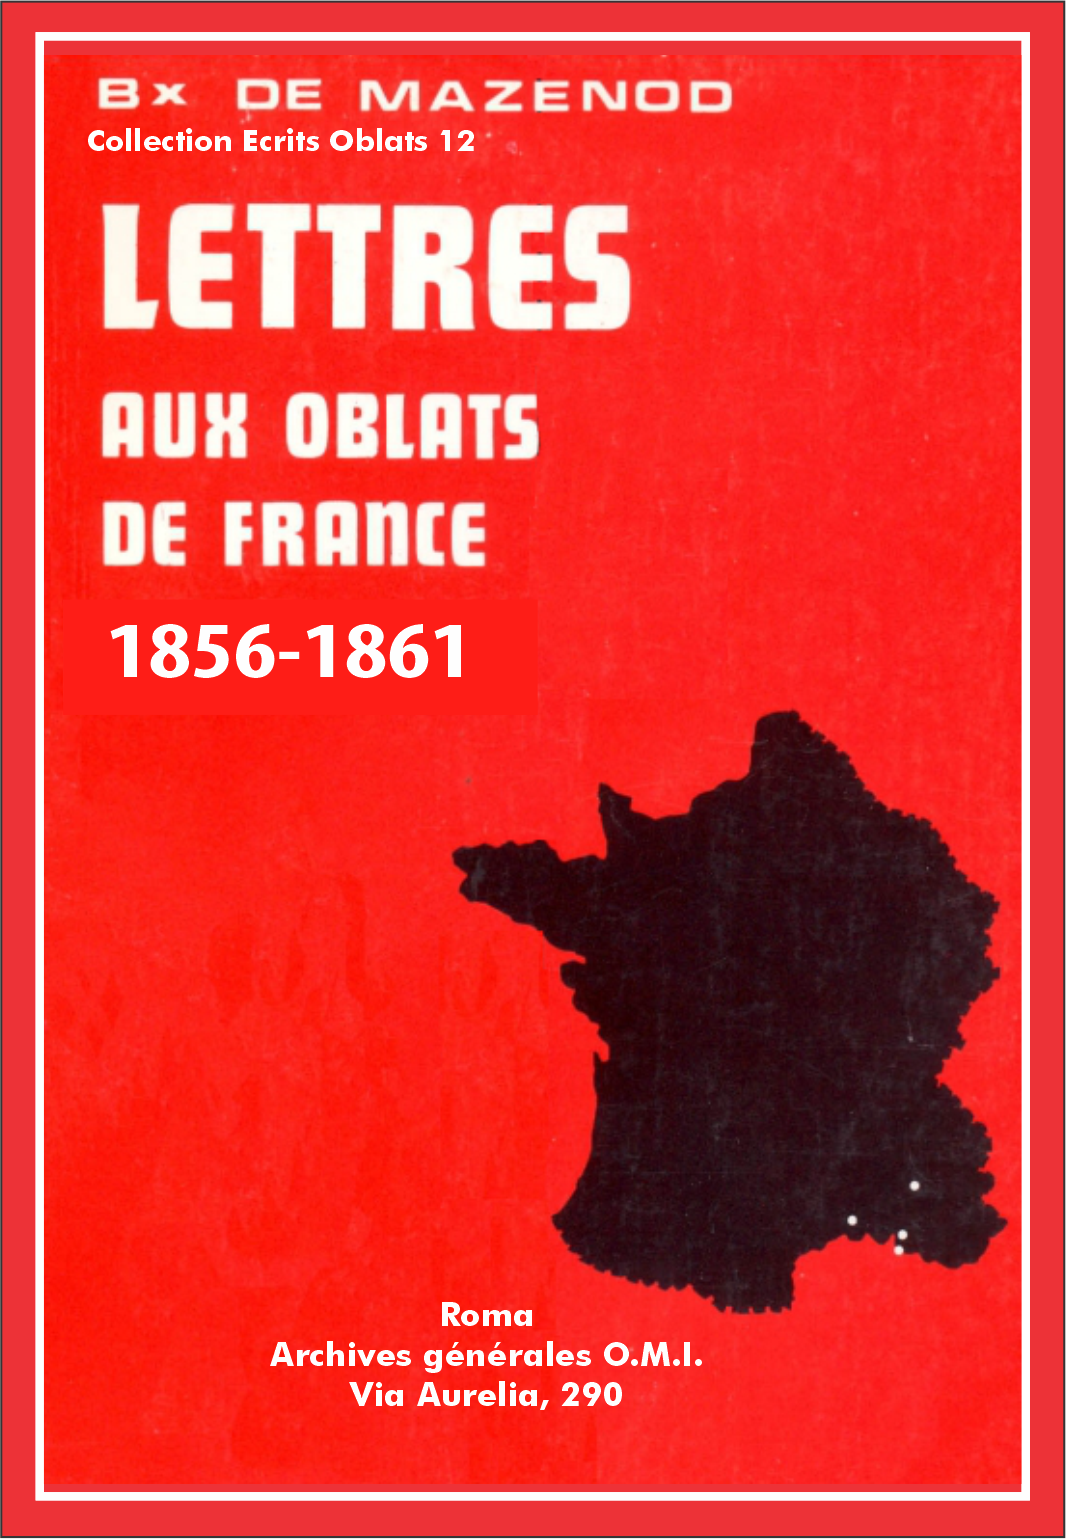 Bx DE MAZENOD
Collection Ecrits Oblats 12
LETTRES
AUX OBLATS
DE FRANCE
1856-1861
Roma
Archives générales O.M.I.
Via Aurelia, 290